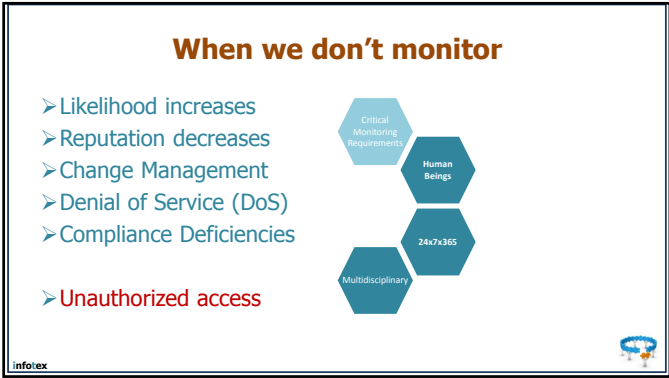 When we don't monitor
➢Likelihood increases
➢Reputation decreases
➢Change Management
➢Denial of Service (DoS)
➢Compliance Deficiencies
➢Unauthorized access
Critical
Monitoring
Requirements
Human
Beings
24x7x365
Multidisciplinary
infotex